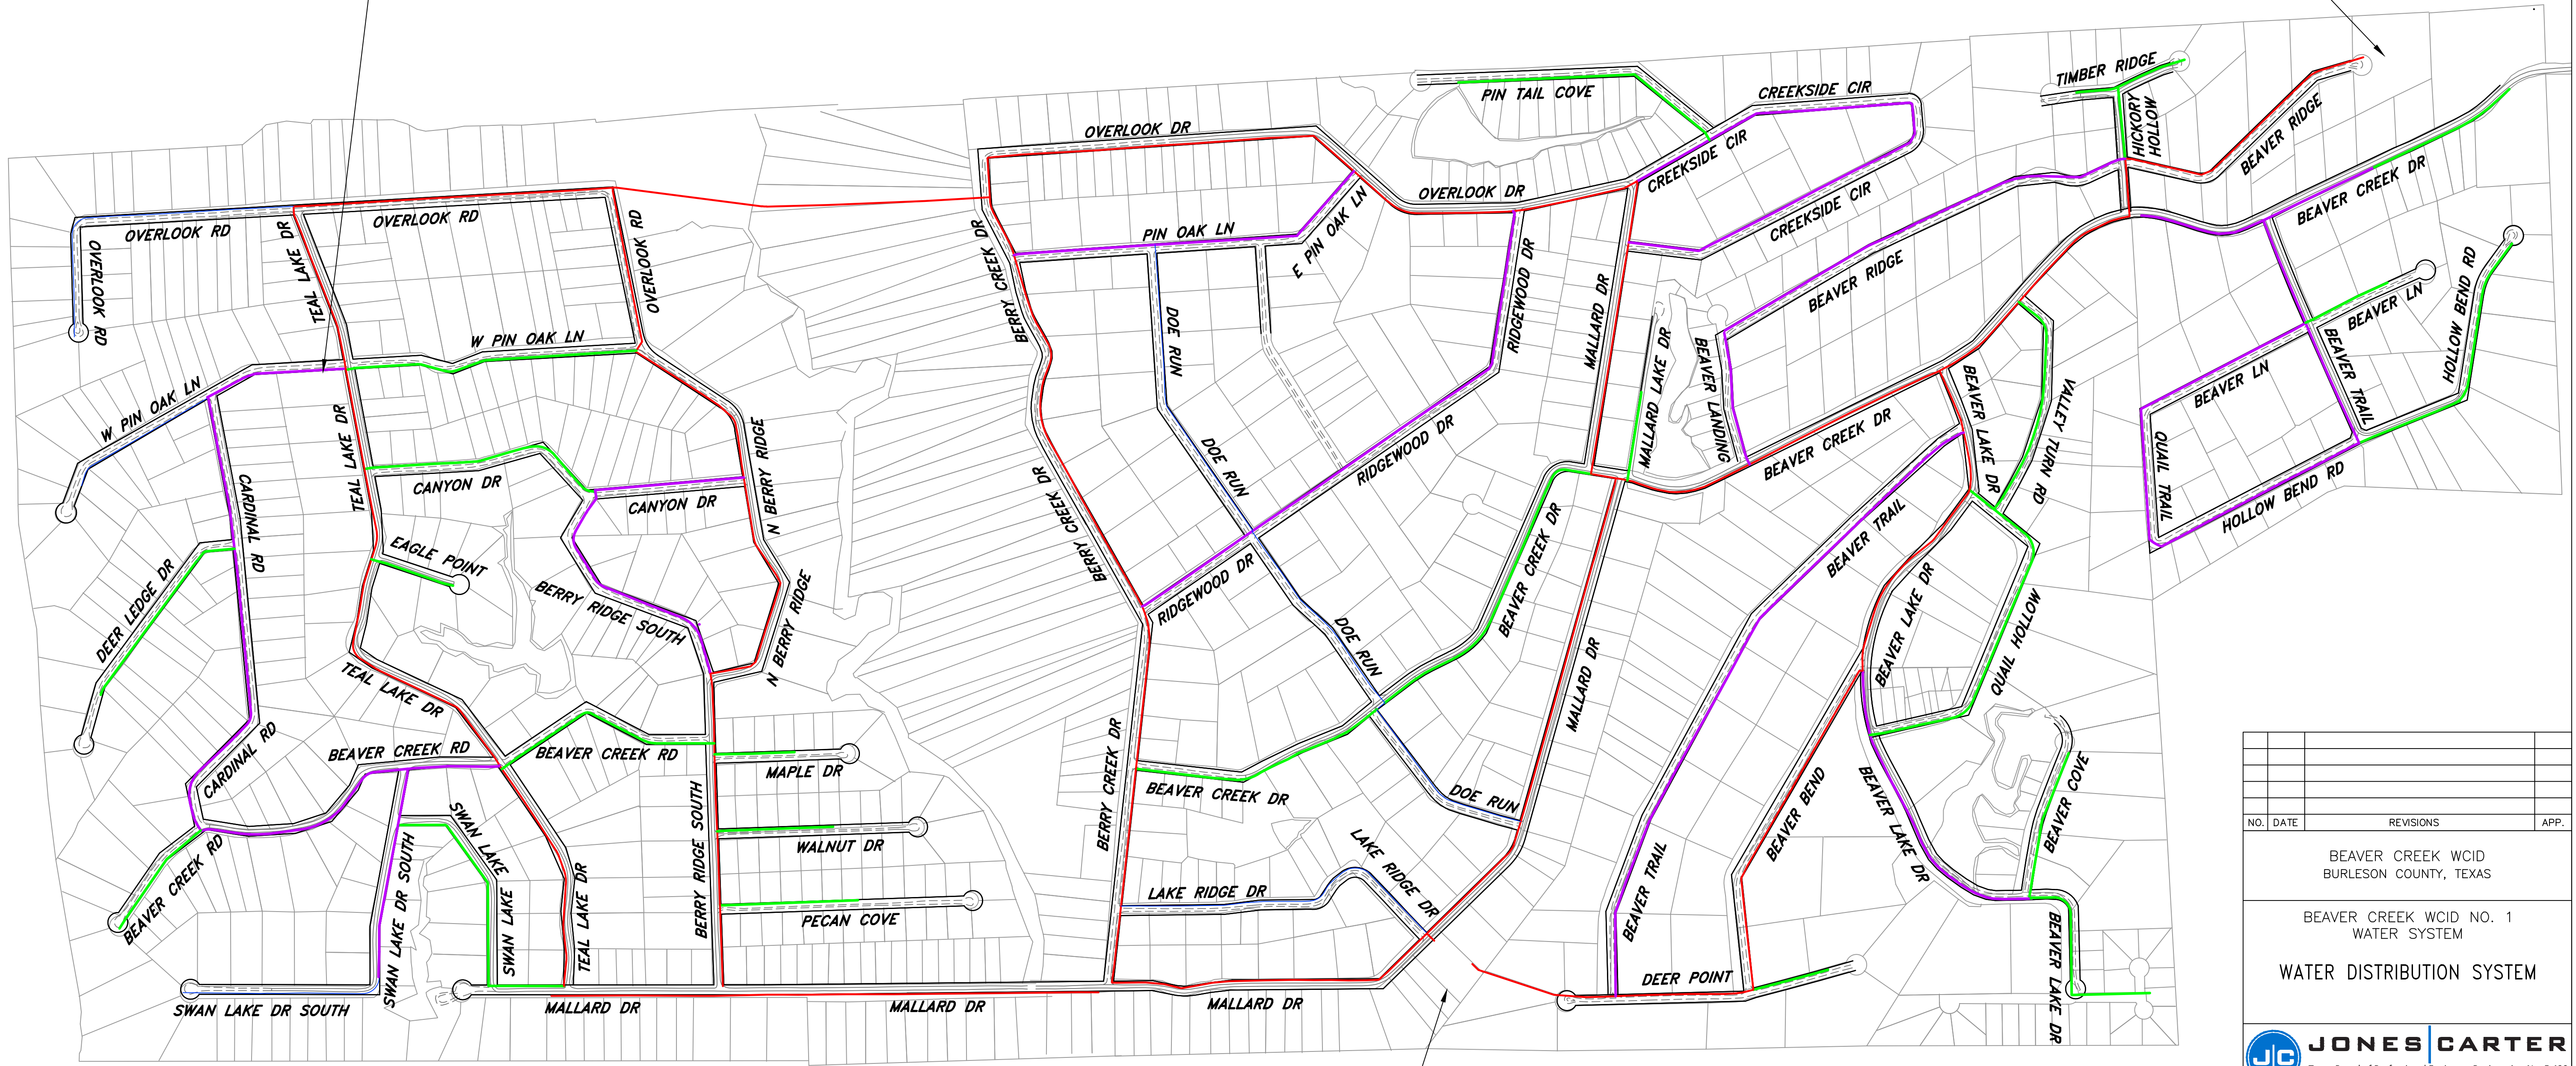 OVERLOOK RD
OVERLOOK RD
OVERLOOK RD
OVERLOOK RD
TEAL LAKE DR
W PIN OAK LN
W PIN OAK LN
TEAL LAKE DR
CARDINAL RD
CANYON DR
CANYON DR
N BERRY RIDGE
EAGLE POINT
DEER LEDGE DR
BERRY RIDGE SOUTH
N BERRY RIDGE
TEAL LAKE DR
CARDINAL RD
BEAVER CREEK RD
BEAVER CREEK RD
MAPLE DR
WALNUT DR
PECAN COVE
BERRY RIDGE SOUTH
SWAN LAKE
SWAN LAKE
SWAN LAKE DR SOUTH
BEAVER CREEK RD
TEAL LAKE DR
SWAN LAKE DR SOUTH
MALLARD DR
MALLARD DR
MALLARD DR
OVERLOOK DR
OVERLOOK DR
PIN TAIL COVE
CREEKSIDE CIR
CREEKSIDE CIR
CREEKSIDE CIR
PIN OAK LN
E PIN OAK LN
BERRY CREEK DR
BERRY CREEK DR
BERRY CREEK DR
DOE RUN
DOE RUN
DOE RUN
DOE RUN
RIDGEWOOD DR
RIDGEWOOD DR
RIDGEWOOD DR
MALLARD DR
MALLARD LAKE DR
BEAVER LANDING
BEAVER RIDGE
BEAVER CREEK DR
BEAVER CREEK DR
BEAVER CREEK DR
MALLARD DR
LAKE RIDGE DR
LAKE RIDGE DR
TIMBER RIDGE
HICKORY
HOLLOW
BEAVER RIDGE
BEAVER CREEK DR
BEAVER LN
BEAVER LN
HOLLOW BEND RD
BEAVER TRAIL
QUAIL TRAIL
HOLLOW BEND RD
VALLEY TURN RD
BEAVER LAKE DR
BEAVER TRAIL
BEAVER LAKE DR
BEAVER LAKE DR
QUAIL HOLLOW
BEAVER BEND
BEAVER TRAIL
BEAVER LAKE DR
BEAVER COVE
DEER POINT
BEAVER LAKE DR
NO. DATE REVISIONS APP.
BEAVER CREEK WCID
BURLESON COUNTY, TEXAS
BEAVER CREEK WCID NO. 1
WATER SYSTEM
WATER DISTRIBUTION SYSTEM
JC JONES|CARTER